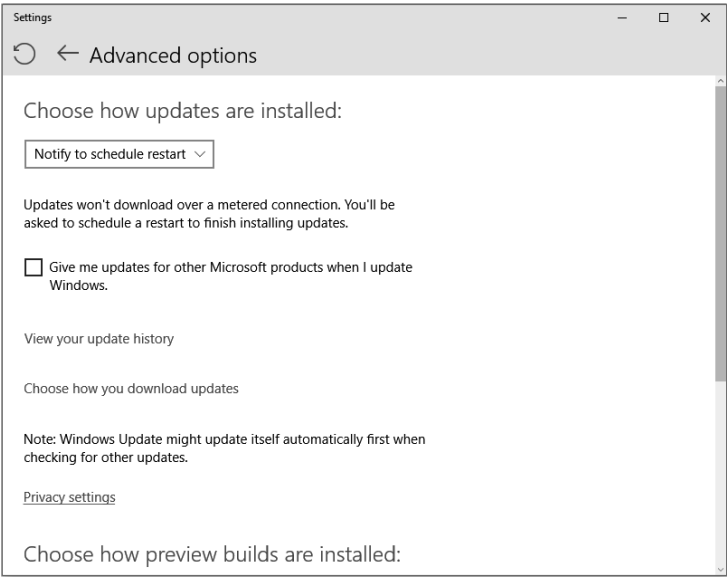 Settings
Advanced options
Choose how updates are installed:
Notify to schedule restart
Updates won't download over a metered connection. You'll be
asked to schedule a restart to finish installing updates.
Give me updates for other Microsoft products when I update
Windows.
View your update history
Choose how you download updates
Note: Windows Update might update itself automatically first when
checking for other updates.
Privacy settings
Choose how preview builds are installed: